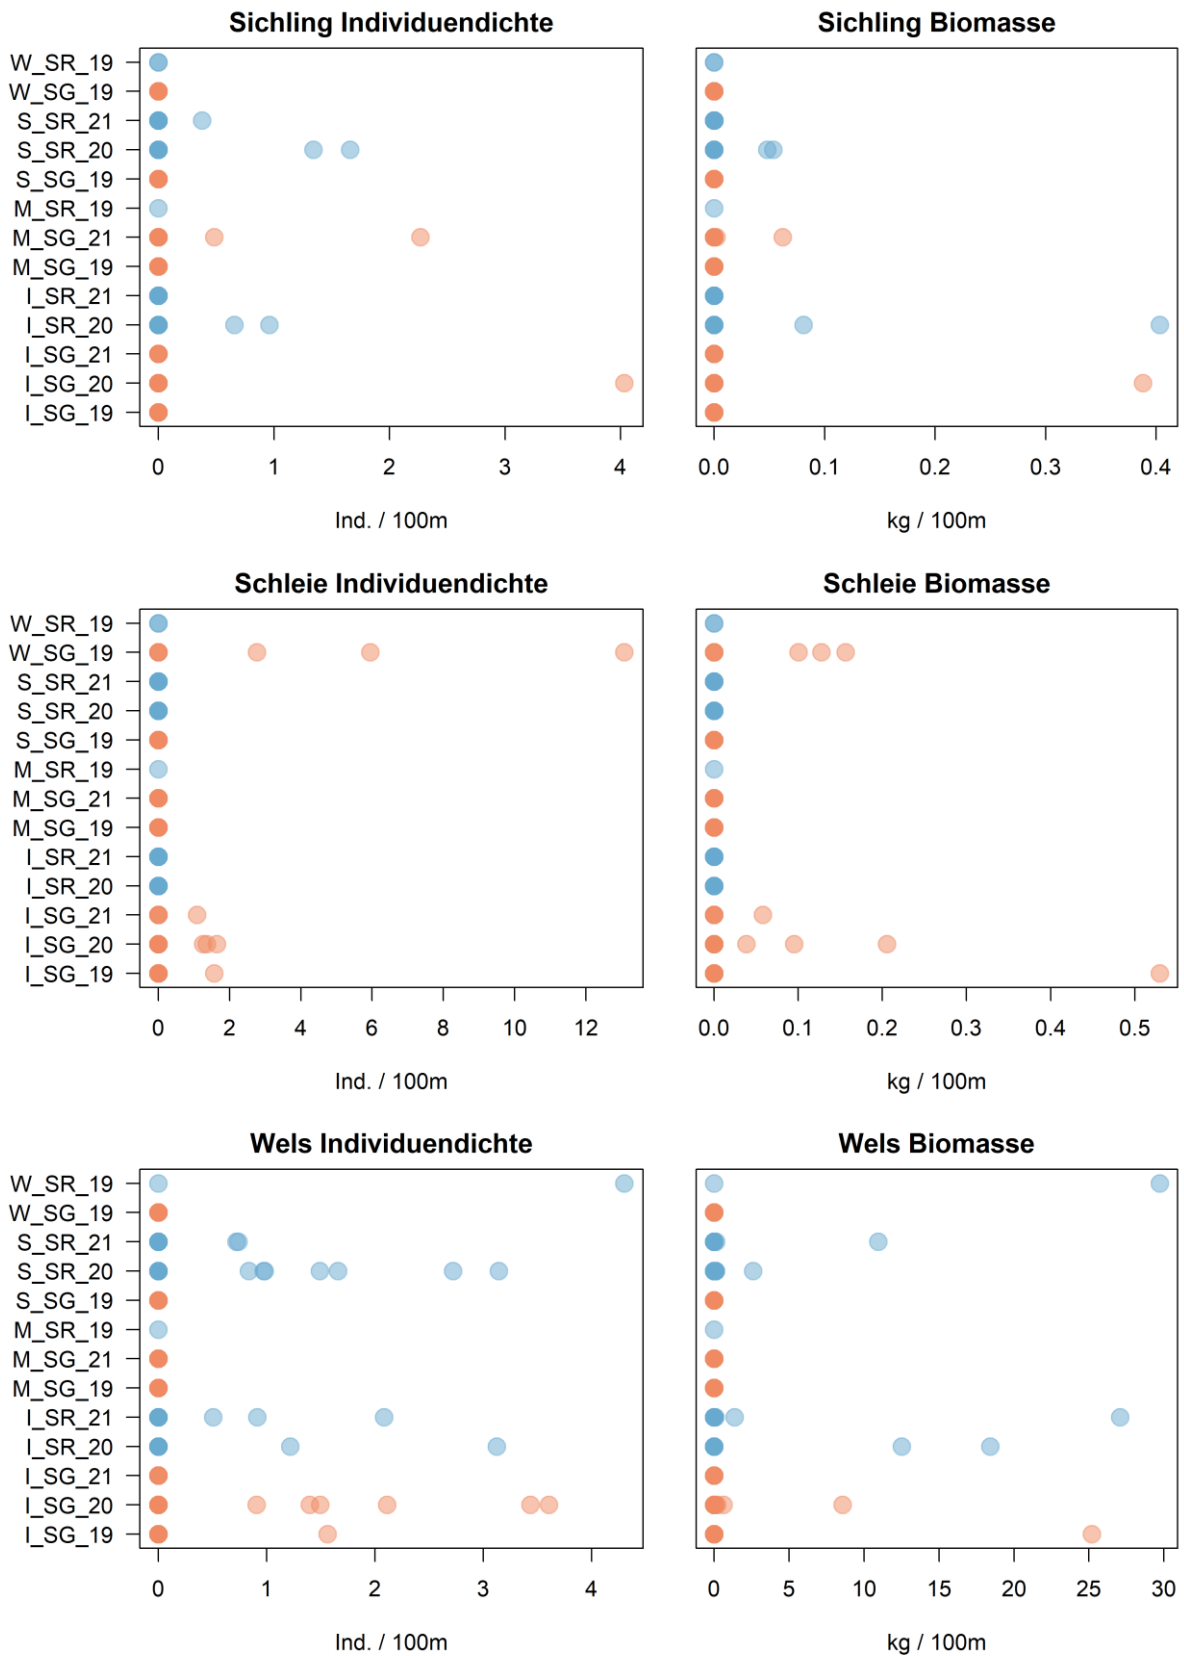 Sichling Individuendichte
W_SR_19
W_SG_19
S_SR_21
S_SR_20
S_SG_19
M_SR_19
M_SG_21
M_SG_19
I_SR_21
I_SR_20
I_SG_21
I_SG_20
I_SG_19
0 1 2 3 4
Ind. / 100m
Sichling Biomasse
0.0 0.1 0.2 0.3 0.4
kg / 100m
Schleie Individuendichte
W_SR_19
W_SG_19
S_SR_21
S_SR_20
S_SG_19
M_SR_19
M_SG_21
M_SG_19
I_SR_21
I_SR_20
I_SG_21
I_SG_20
I_SG_19
0 2 4 6 8 10 12
Ind. / 100m
Schleie Biomasse
0.0 0.1 0.2 0.3 0.4 0.5
kg / 100m
Wels Individuendichte
W_SR_19
W_SG_19
S_SR_21
S_SR_20
S_SG_19
M_SR_19
M_SG_21
M_SG_19
I_SR_21
I_SR_20
I_SG_21
I_SG_20
I_SG_19
0 1 2 3 4
Ind. / 100m
Wels Biomasse
0 5 10 15 20 25 30
kg / 100m